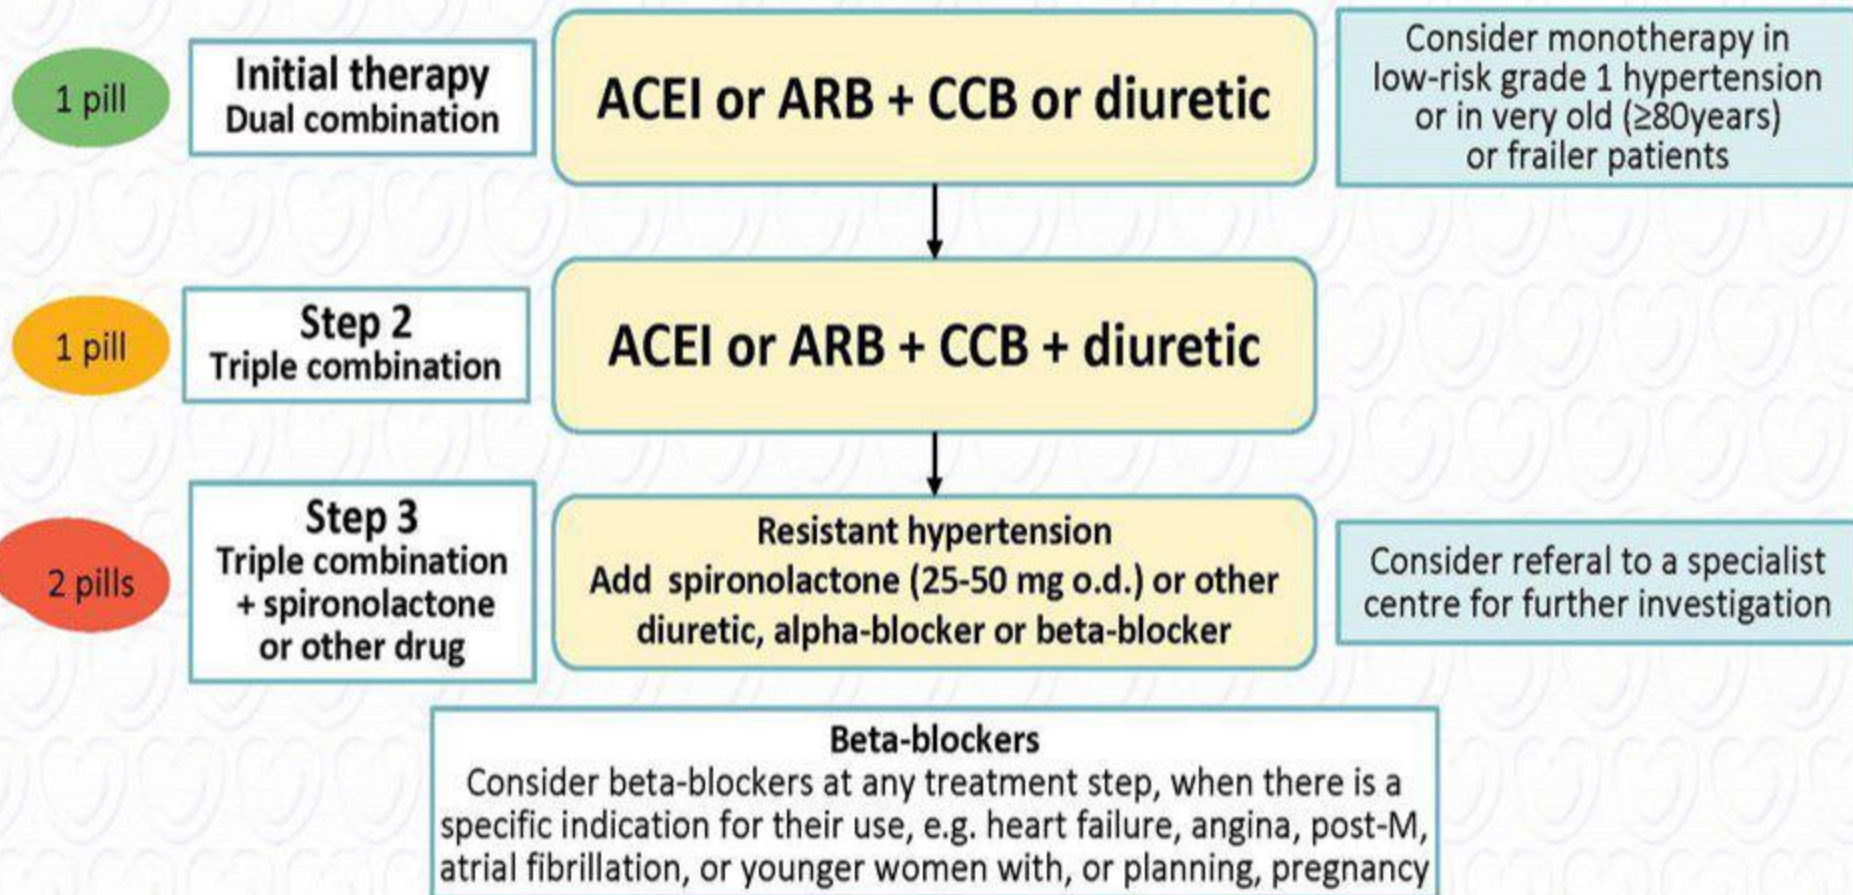 1 pill
Initial therapy
Dual combination
ACEI or ARB + CCB or diuretic
Consider monotherapy in
low-risk grade 1 hypertension
or in very old (≥80years)
or frailer patients
1 pill
Step 2
Triple combination
ACEI or ARB + CCB + diuretic
2 pills
Step 3
Triple combination
+ spironolactone
or other drug
Resistant hypertension
Add spironolactone (25-50 mg o.d.) or other
diuretic, alpha-blocker or beta-blocker
Consider referal to a specialist
centre for further investigation
Beta-blockers
Consider beta-blockers at any treatment step, when there is a
specific indication for their use, e.g. heart failure, angina, post-M,
atrial fibrillation, or younger women with, or planning, pregnancy